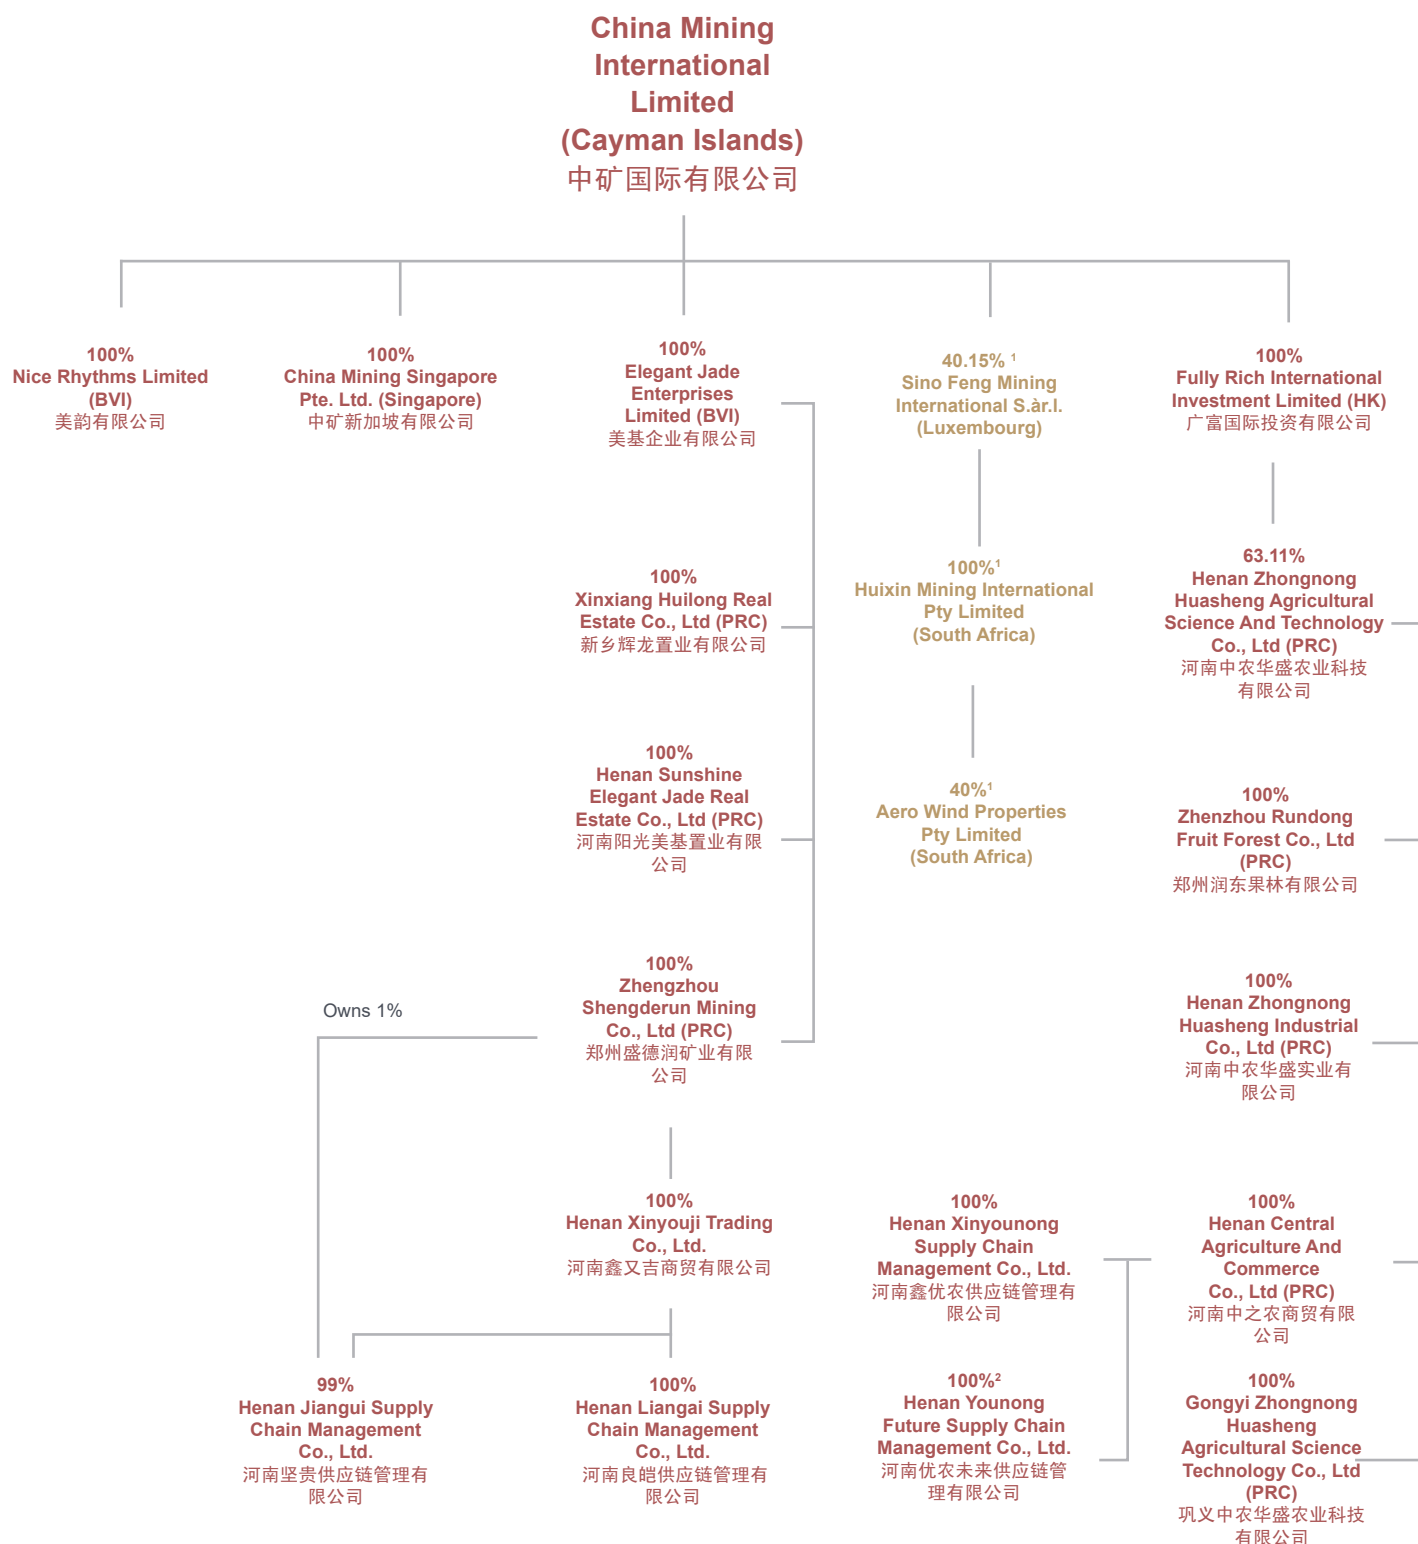 China Mining
International
Limited
(Cayman Islands)
中矿国际有限公司
100%
Nice Rhythms Limited
(BVI)
美韵有限公司
100%
China Mining Singapore
Pte. Ltd. (Singapore)
中矿新加坡有限公司
100%
Elegant Jade
Enterprises
Limited (BVI)
美基企业有限公司
40.15% ¹
Sino Feng Mining
International S.àr.l.
(Luxembourg)
100%
Fully Rich International
Investment Limited (HK)
广富国际投资有限公司
100%
Xinxiang Huilong Real
Estate Co., Ltd (PRC)
新乡辉龙置业有限公司
100%¹
Huixin Mining International
Pty Limited
(South Africa)
63.11%
Henan Zhongnong
Huasheng Agricultural
Science And Technology
Co., Ltd (PRC)
河南中农华盛农业科技
有限公司
100%
Henan Sunshine
Elegant Jade Real
Estate Co., Ltd (PRC)
河南阳光美基置业有限
公司
40%¹
Aero Wind Properties
Pty Limited
(South Africa)
100%
Zhenzhou Rundong
Fruit Forest Co., Ltd
(PRC)
郑州润东果林有限公司
Owns 1%
100%
Zhengzhou
Shengderun Mining
Co., Ltd (PRC)
郑州盛德润矿业有限
公司
100%
Henan Zhongnong
Huasheng Industrial
Co., Ltd (PRC)
河南中农华盛实业有
限公司
100%
Henan Xinyouji Trading
Co., Ltd.
河南鑫又吉商贸有限公司
100%
Henan Xinyounong
Supply Chain
Management Co., Ltd.
河南鑫优农供应链管理有
限公司
100%
Henan Central
Agriculture And
Commerce
Co., Ltd (PRC)
河南中之农商贸有限
公司
99%
Henan Jiangui Supply
Chain Management
Co., Ltd.
河南坚贵供应链管理有
限公司
100%
Henan Liangai Supply
Chain Management
Co., Ltd.
河南良皑供应链管理有
限公司
100%²
Henan Younong
Future Supply Chain
Management Co., Ltd.
河南优农未来供应链管
理有限公司
100%
Gongyi Zhongnong
Huasheng
Agricultural Science
Technology Co., Ltd
(PRC)
巩义中农华盛农业科技
有限公司